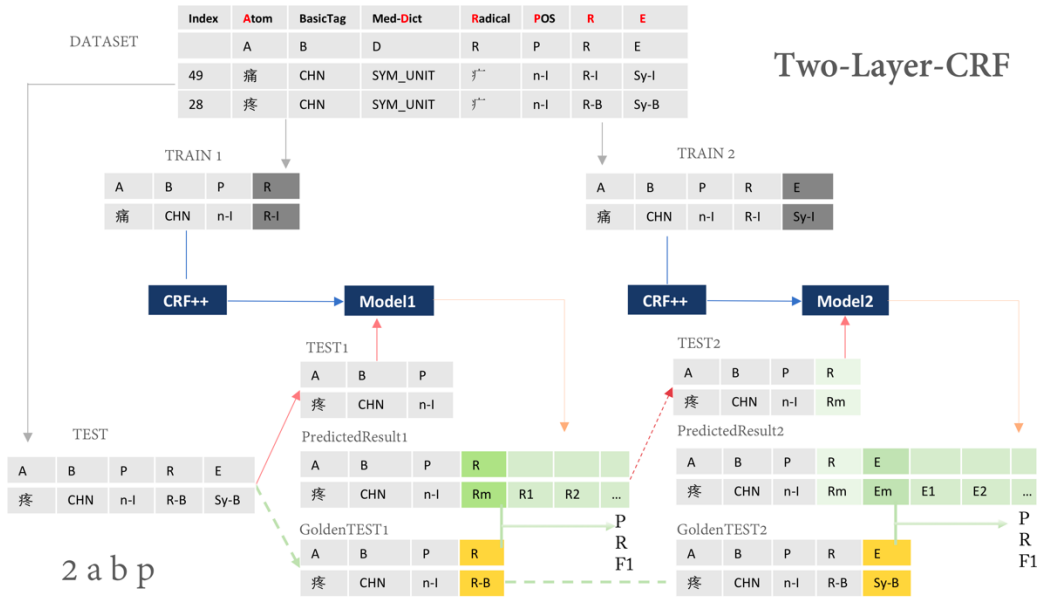 Two-Layer-CRF
DATASET
Index Atom BasicTag Med-Dict Radical POS R E
A B D R P R E
49 痛 CHN SYM_UNIT 疒 n-I R-I Sy-I
28 疼 CHN SYM_UNIT 疒 n-I R-B Sy-B
TRAIN 1
A B P R
痛 CHN n-I R-I
TRAIN 2
A B P R E
痛 CHN n-I R-I Sy-I
CRF++ Model1
CRF++ Model2
TEST1
A B P
疼 CHN n-I
TEST2
A B P R
疼 CHN n-I Rm
TEST
A B P R E
疼 CHN n-I R-B Sy-B
PredictedResult1
A B P R
疼 CHN n-I Rm R1 R2 ...
PredictedResult2
A B P R E
疼 CHN n-I Rm Em E1 E2 ...
P
R
F1
P
R
F1
GoldenTEST1
A B P R
疼 CHN n-I R-B
GoldenTEST2
A B P R E
疼 CHN n-I R-B Sy-B
2 a b p